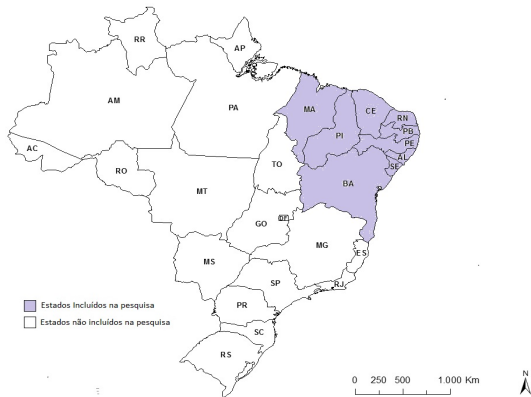 RR
AP
AM
PA
MA
CE
RN
PB
PE
AL
SE
PI
AC
RO
TO
BA
MT
GO
DF
MG
ES
MS
SP
RJ
PR
SC
RS
Estados Incluídos na pesquisa
Estados não incluídos na pesquisa
0 250 500 1.000 Km
N